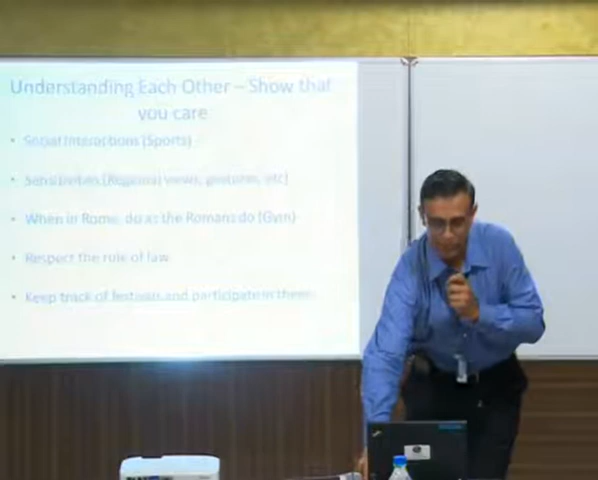 Understanding Each Other – Show that
you care
• Social Interactions (Sports)
• Sensitivities (Regional views, gestures, etc)
• When in Rome, do as the Romans do (Gym)
• Respect the rule of law
• Keep track of festivals and participate in them